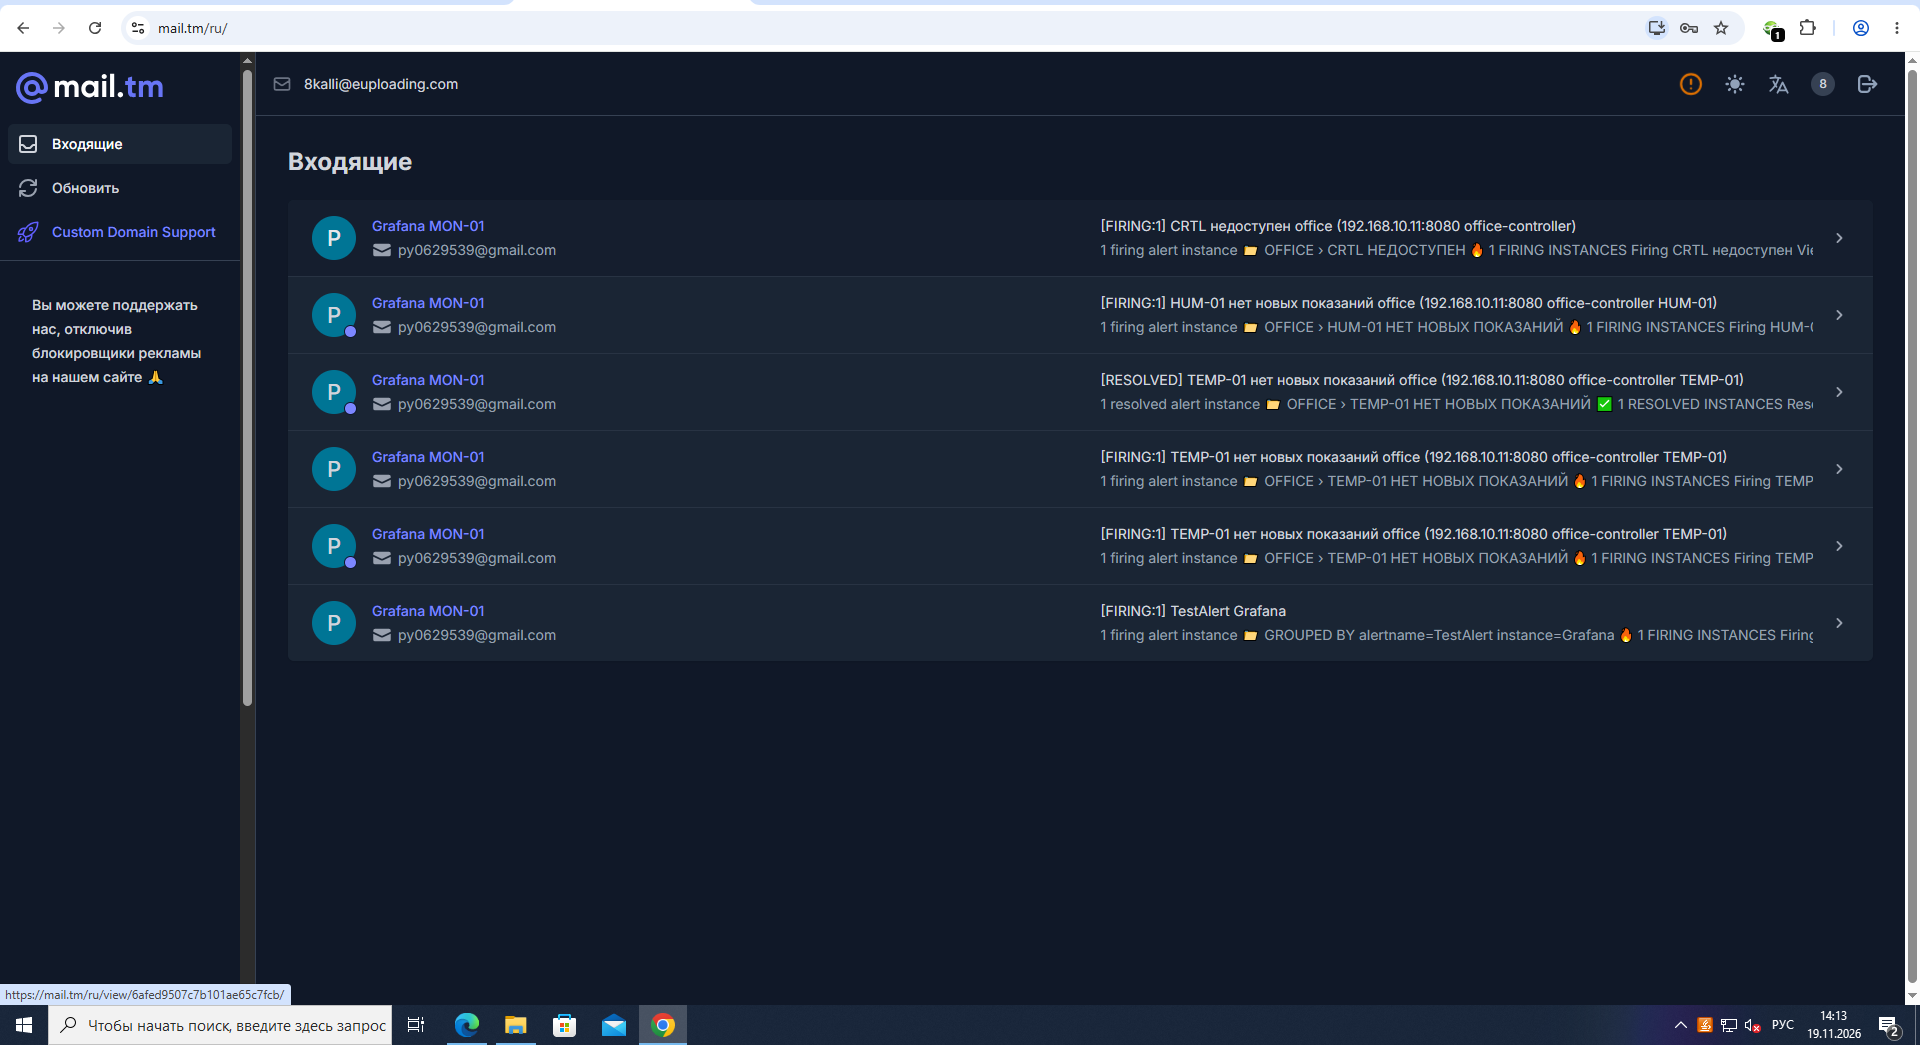 mail.tm/ru/
1
mail.tm
8kalli@euploading.com
8
Входящие
Обновить
Custom Domain Support
Вы можете поддержать
нас, отключив
блокировщики рекламы
на нашем сайте 🙏
Входящие
P
Grafana MON-01
py0629539@gmail.com
[FIRING:1] CRTL недоступен office (192.168.10.11:8080 office-controller)
1 firing alert instance 📁 OFFICE › CRTL НЕДОСТУПЕН 🔥 1 FIRING INSTANCES Firing CRTL недоступен Vie
P
Grafana MON-01
py0629539@gmail.com
[FIRING:1] HUM-01 нет новых показаний office (192.168.10.11:8080 office-controller HUM-01)
1 firing alert instance 📁 OFFICE › HUM-01 НЕТ НОВЫХ ПОКАЗАНИЙ 🔥 1 FIRING INSTANCES Firing HUM-0
P
Grafana MON-01
py0629539@gmail.com
[RESOLVED] TEMP-01 нет новых показаний office (192.168.10.11:8080 office-controller TEMP-01)
1 resolved alert instance 📁 OFFICE › TEMP-01 НЕТ НОВЫХ ПОКАЗАНИЙ ✅ 1 RESOLVED INSTANCES Reso
P
Grafana MON-01
py0629539@gmail.com
[FIRING:1] TEMP-01 нет новых показаний office (192.168.10.11:8080 office-controller TEMP-01)
1 firing alert instance 📁 OFFICE › TEMP-01 НЕТ НОВЫХ ПОКАЗАНИЙ 🔥 1 FIRING INSTANCES Firing TEMP
P
Grafana MON-01
py0629539@gmail.com
[FIRING:1] TEMP-01 нет новых показаний office (192.168.10.11:8080 office-controller TEMP-01)
1 firing alert instance 📁 OFFICE › TEMP-01 НЕТ НОВЫХ ПОКАЗАНИЙ 🔥 1 FIRING INSTANCES Firing TEMP
P
Grafana MON-01
py0629539@gmail.com
[FIRING:1] TestAlert Grafana
1 firing alert instance 📁 GROUPED BY alertname=TestAlert instance=Grafana 🔥 1 FIRING INSTANCES Firing
https://mail.tm/ru/view/6afed9507c7b101ae65c7fcb/
Чтобы начать поиск, введите здесь запрос
РУС
14:13
19.11.2026
2